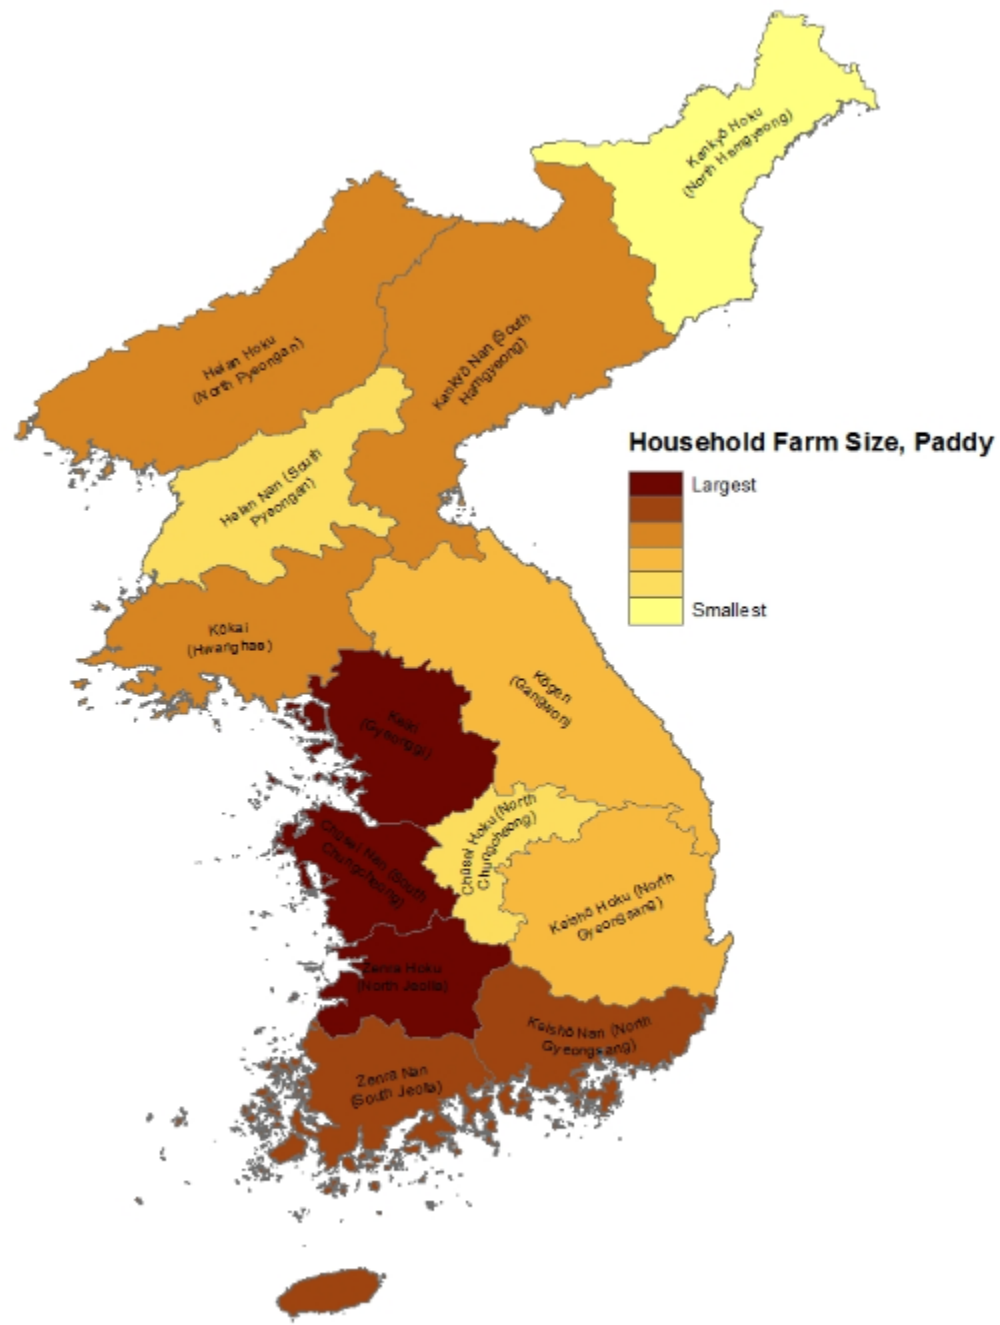 Kankyō Hoku
(North Hamgyeong)
Heian Hoku
(North Pyeongan)
Kankyō Nan (South
Hamgyeong)
Household Farm Size, Paddy
Largest
Smallest
Heian Nan (South
Pyeongan)
Kōkai
(Hwanghae)
Kōgen
(Gangwon)
Keiki
(Gyeonggi)
Chūsei Hoku (North
Chungcheong)
Chūsei Nan (South
Chungcheong)
Keishō Hoku (North
Gyeongsang)
Zenra Hoku
(North Jeolla)
Keishō Nan (North
Gyeongsang)
Zenra Nan
(South Jeolla)